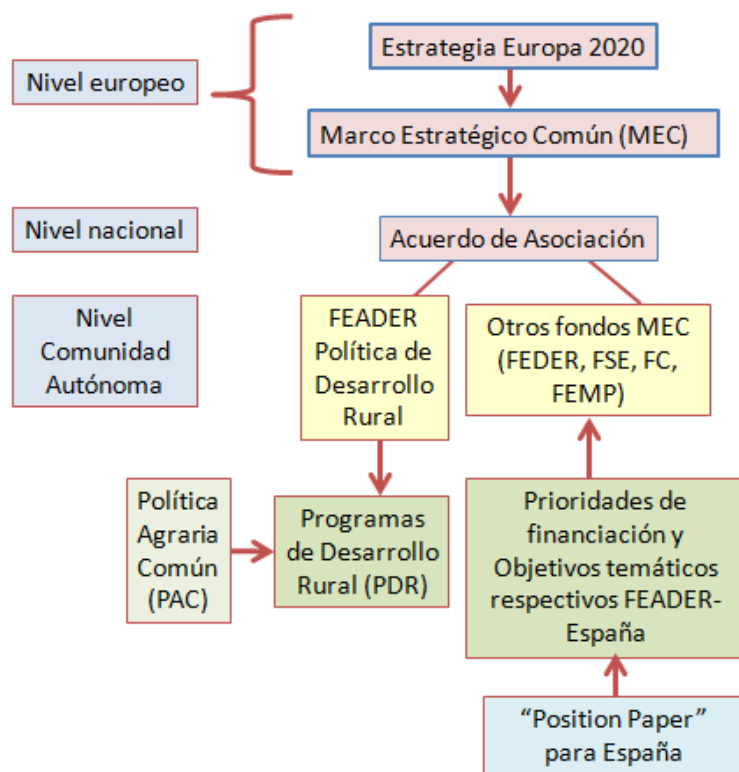 Estrategia Europa 2020
Nivel europeo
Marco Estratégico Común (MEC)
Nivel nacional
Acuerdo de Asociación
Nivel
Comunidad
Autónoma
FEADER
Política de
Desarrollo
Rural
Otros fondos MEC
(FEDER, FSE, FC,
FEMP)
Política
Agraria
Común
(PAC)
Programas
de Desarrollo
Rural (PDR)
Prioridades de
financiación y
Objetivos temáticos
respectivos FEADER-
España
“Position Paper”
para España